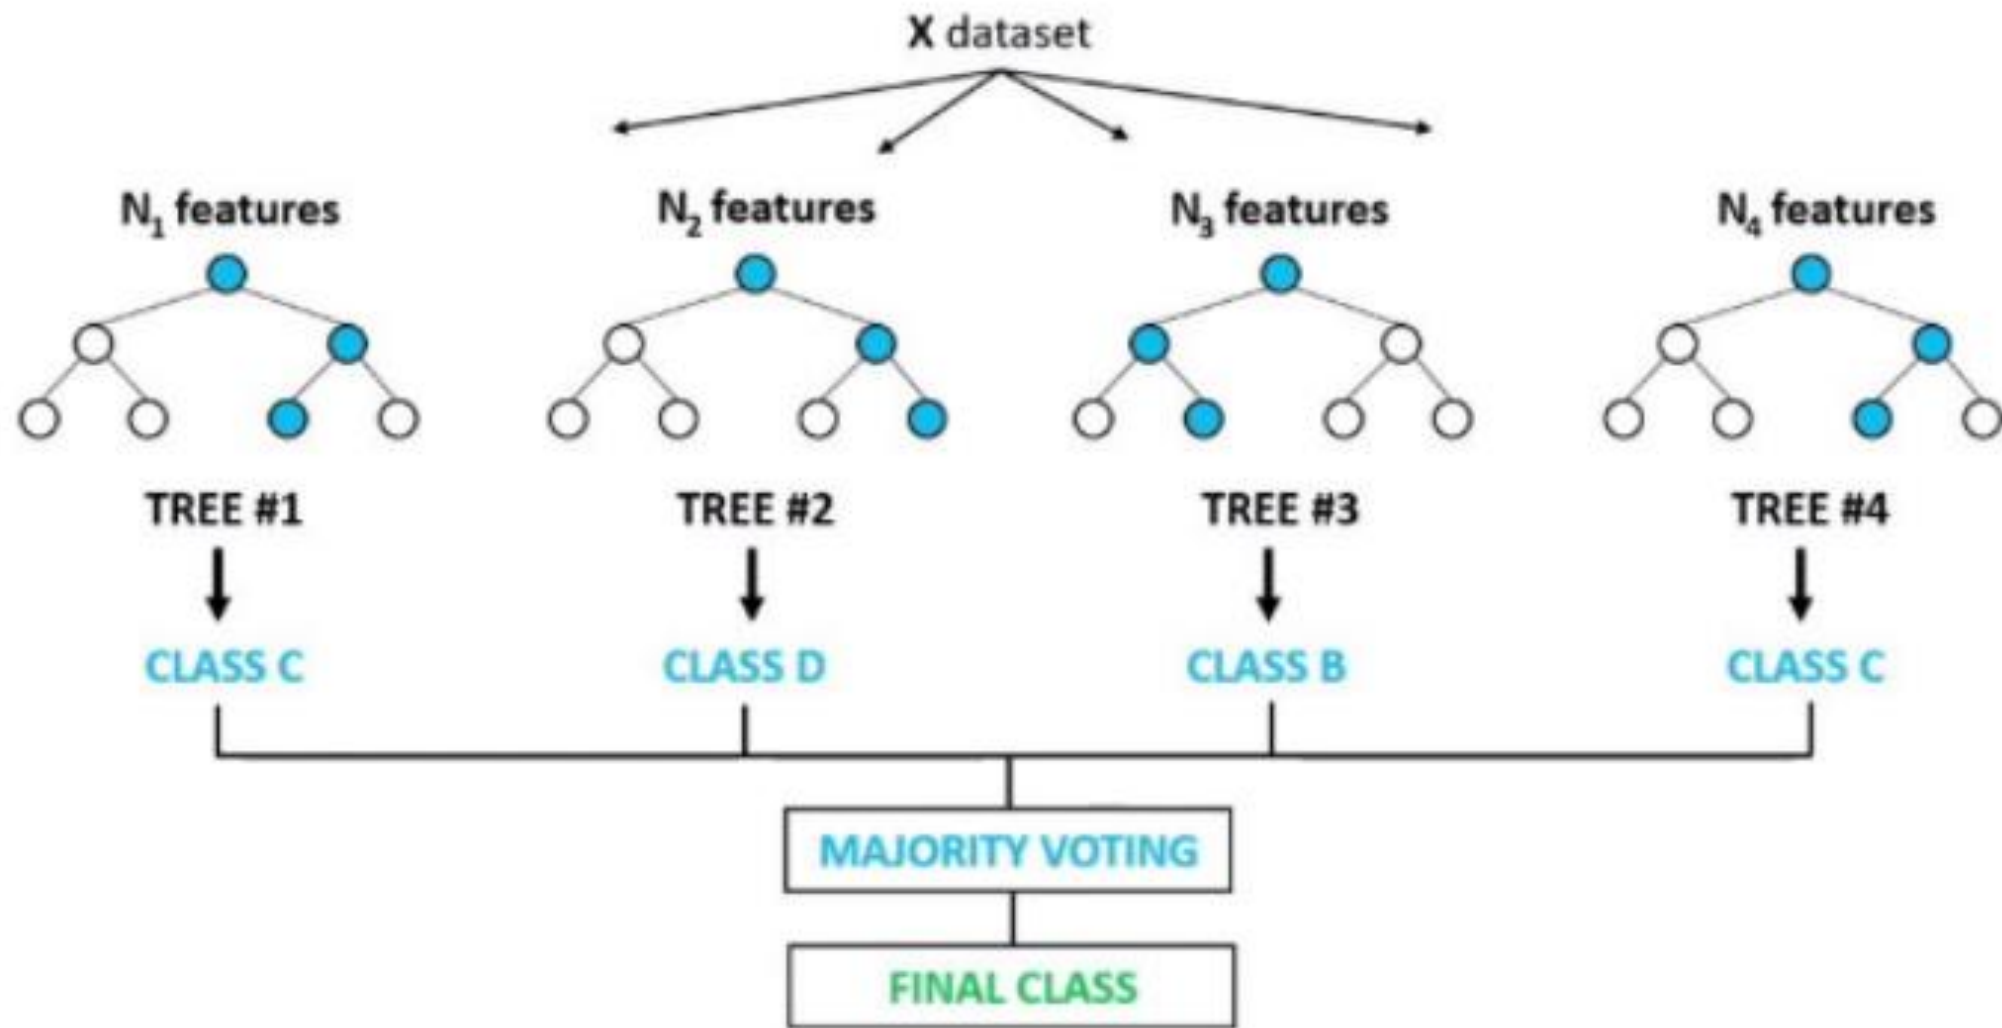 X dataset
N₁ features
N₂ features
N₃ features
N₄ features
TREE #1
TREE #2
TREE #3
TREE #4
CLASS C
CLASS D
CLASS B
CLASS C
MAJORITY VOTING
FINAL CLASS